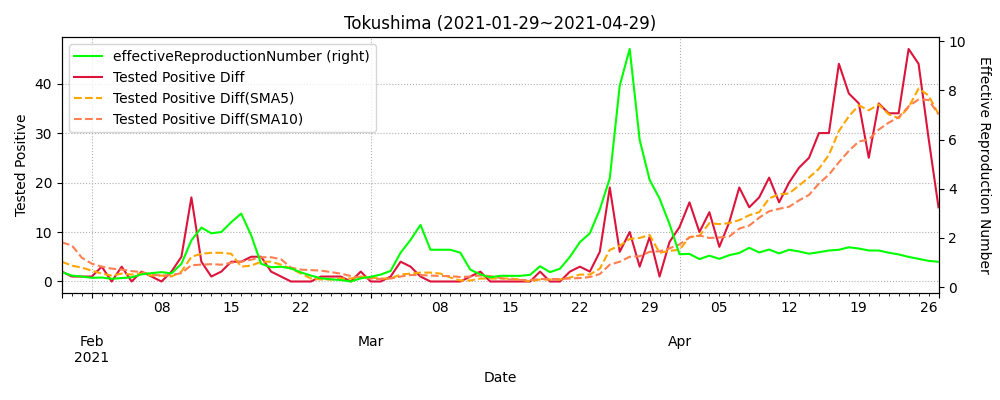 Tokushima (2021-01-29~2021-04-29)
effectiveReproductionNumber (right)
Tested Positive Diff
Tested Positive Diff(SMA5)
Tested Positive Diff(SMA10)
Tested Positive
40
30
20
10
0
10
8
6
4
2
0
Effective Reproduction Number
08
15
22
08
15
22
29
05
12
19
26
Feb
2021
Mar
Apr
Date